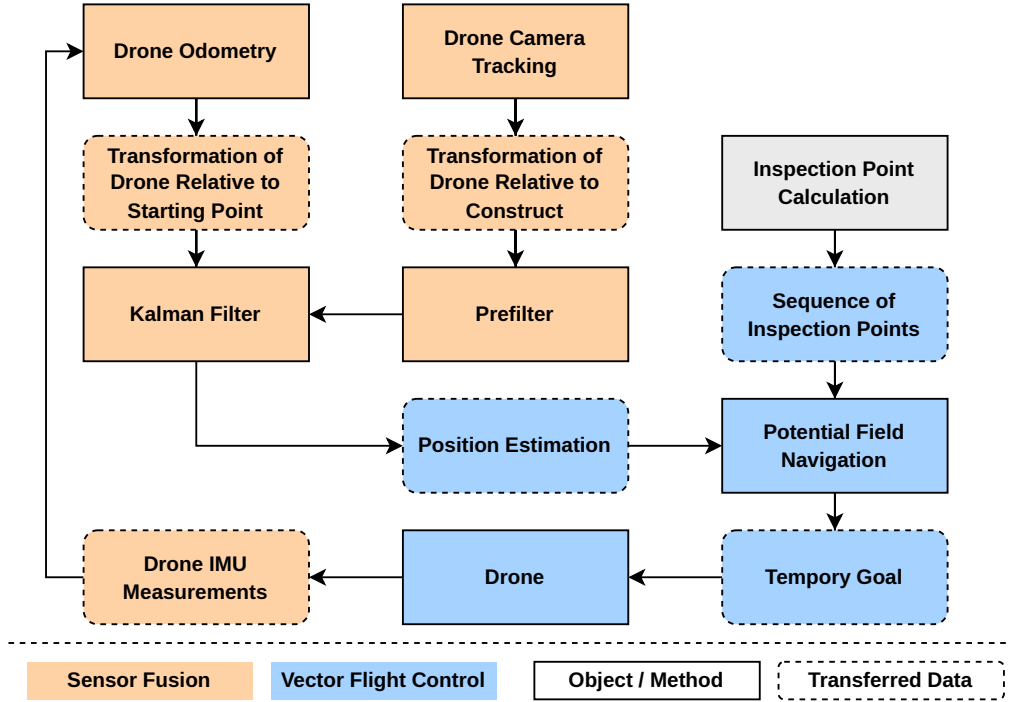 Drone Odometry
Drone Camera
Tracking
Transformation of
Drone Relative to
Starting Point
Transformation of
Drone Relative to
Construct
Inspection Point
Calculation
Kalman Filter
Prefilter
Sequence of
Inspection Points
Position Estimation
Potential Field
Navigation
Drone IMU
Measurements
Drone
Tempory Goal
Sensor Fusion
Vector Flight Control
Object / Method
Transferred Data